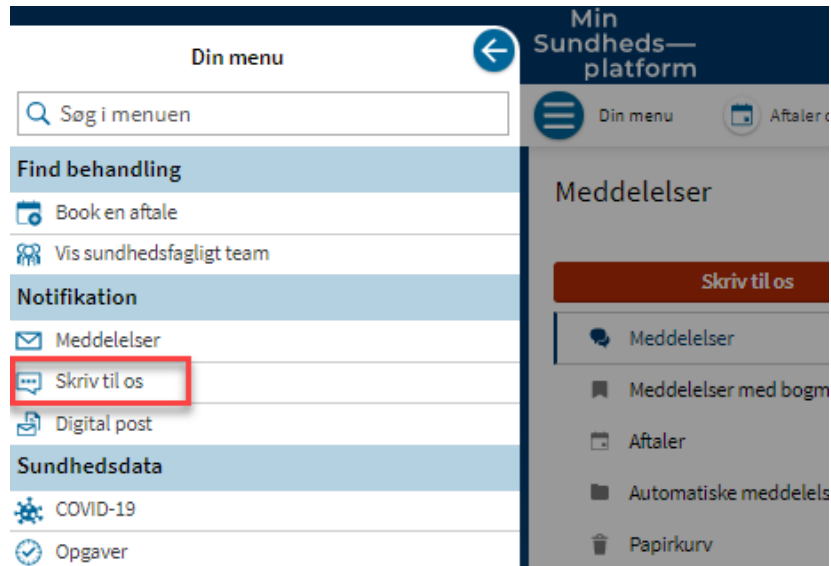 Din menu
Søg i menuen
Find behandling
Book en aftale
Vis sundhedsfagligt team
Notifikation
Meddelelser
Skriv til os
Digital post
Sundhedsdata
COVID-19
Opgaver
Min
Sundheds—
platform
Din menu
Aftaler
Meddelelser
Skriv til os
Meddelelser
Meddelelser med bogm
Aftaler
Automatiske meddelels
Papirkurv